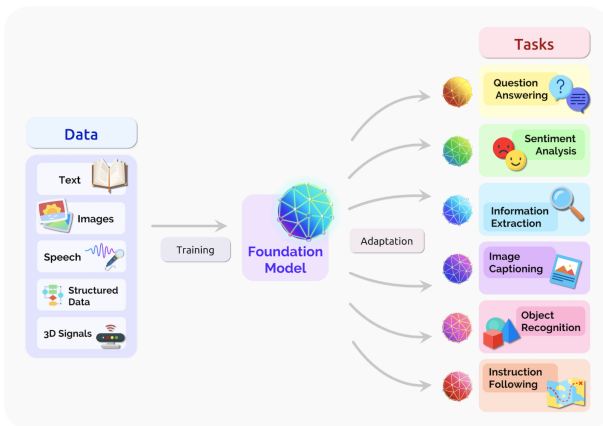 Data
Text
Images
Speech
Structured
Data
3D Signals
Training
Foundation
Model
Adaptation
Tasks
Question
Answering
Sentiment
Analysis
Information
Extraction
Image
Captioning
Object
Recognition
Instruction
Following